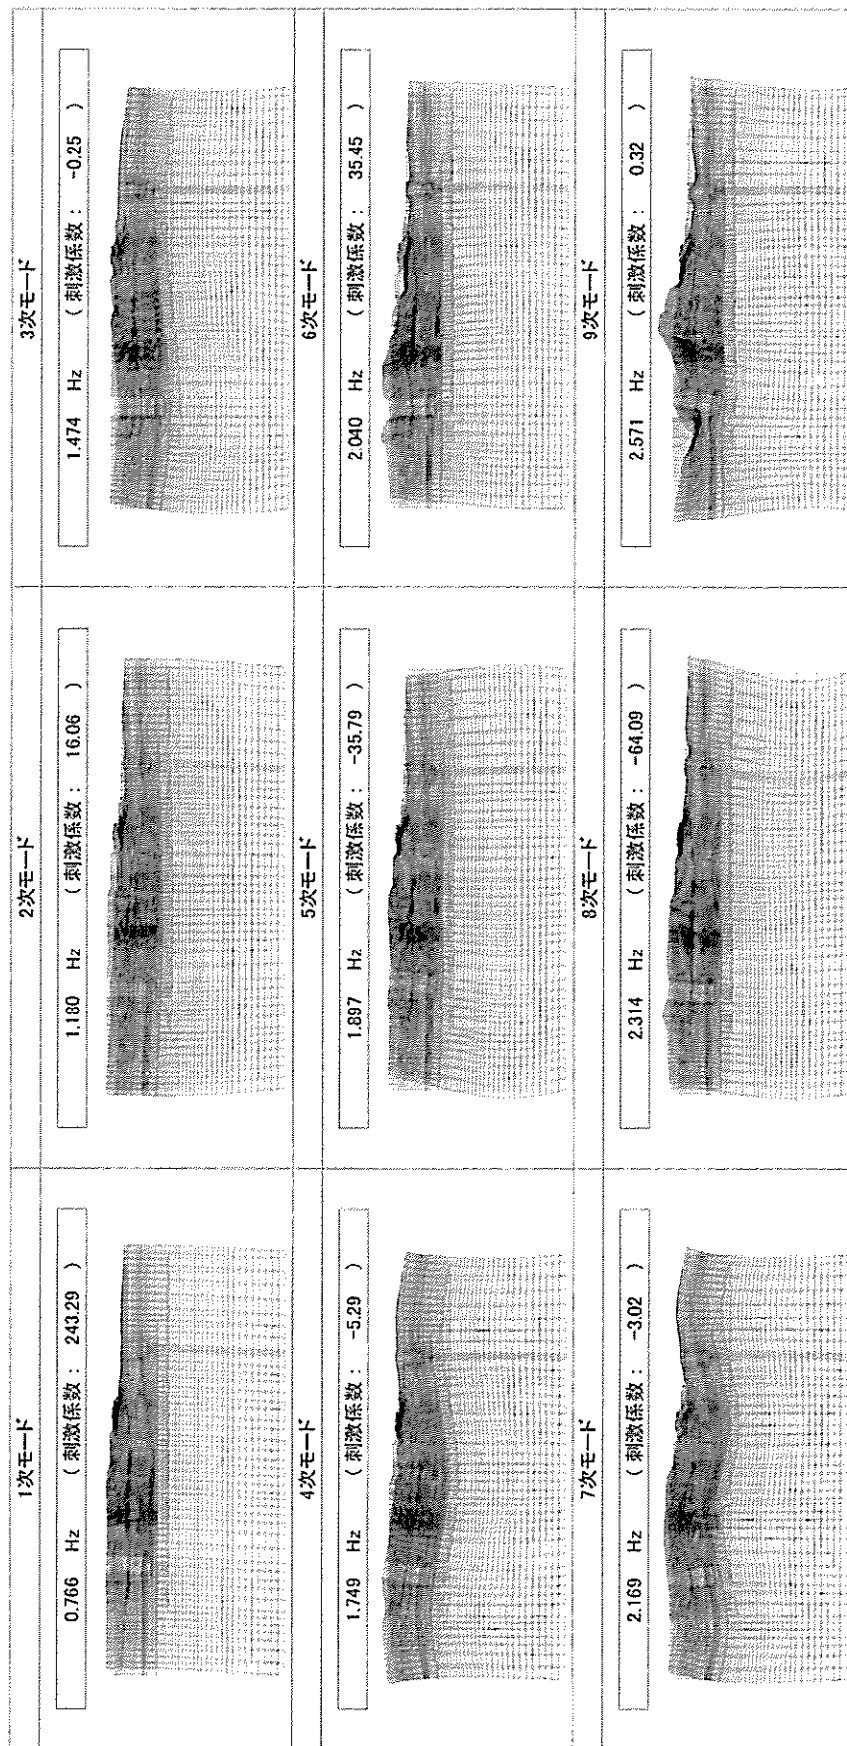 1次モード
0.766 Hz (刺激係数: 243.29 )
2次モード
1.180 Hz (刺激係数: 16.06 )
3次モード
1.474 Hz (刺激係数: -0.25 )
4次モード
1.749 Hz (刺激係数: -5.29 )
5次モード
1.897 Hz (刺激係数: -35.79 )
6次モード
2.040 Hz (刺激係数: 35.45 )
7次モード
2.169 Hz (刺激係数: -3.02 )
8次モード
2.314 Hz (刺激係数: -64.09 )
9次モード
2.571 Hz (刺激係数: 0.32 )